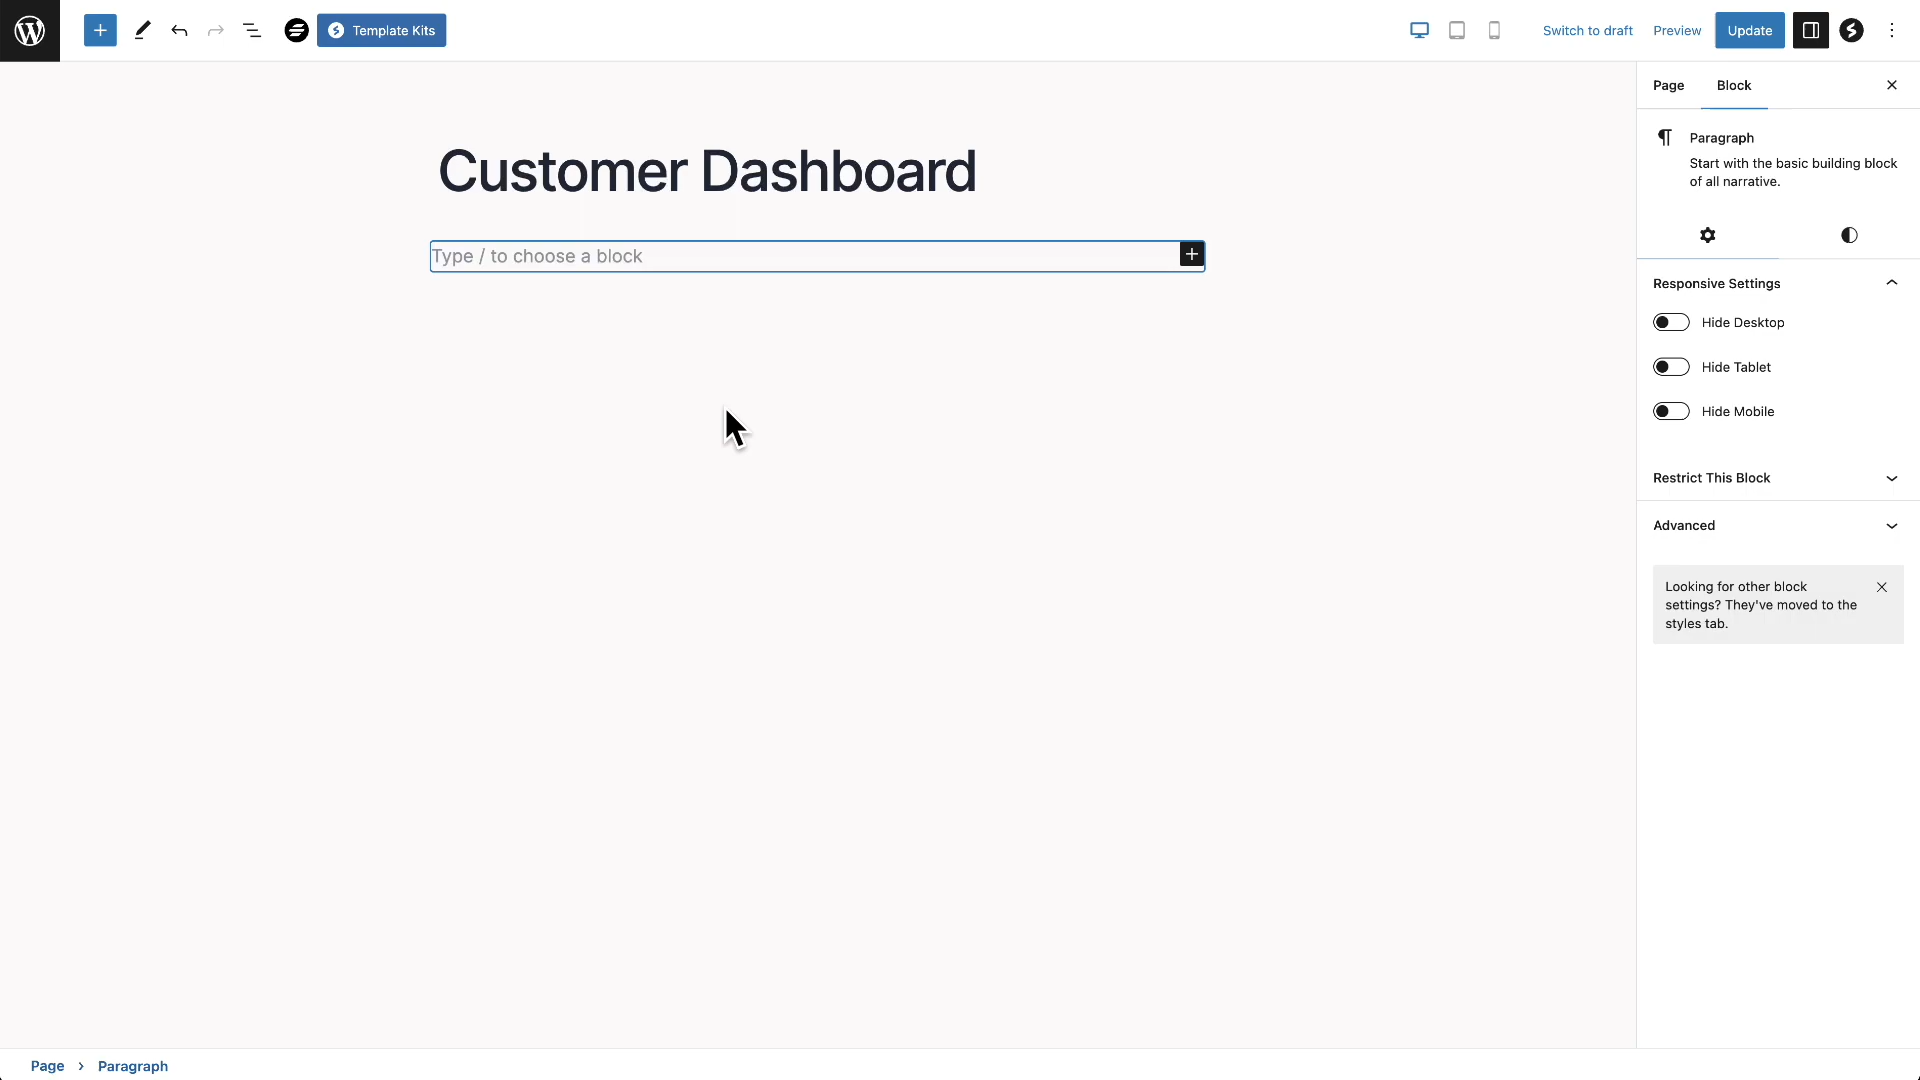 Template Kits
Switch to draft
Preview
Update
Page
Block
Customer Dashboard
Type / to choose a block
Paragraph
Start with the basic building block
of all narrative.
Responsive Settings
Hide Desktop
Hide Tablet
Hide Mobile
Restrict This Block
Advanced
Looking for other block
settings? They've moved to the
styles tab.
Page
Paragraph